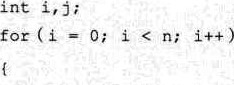 int i,j;
for (i = 0; i < n; i++)
{